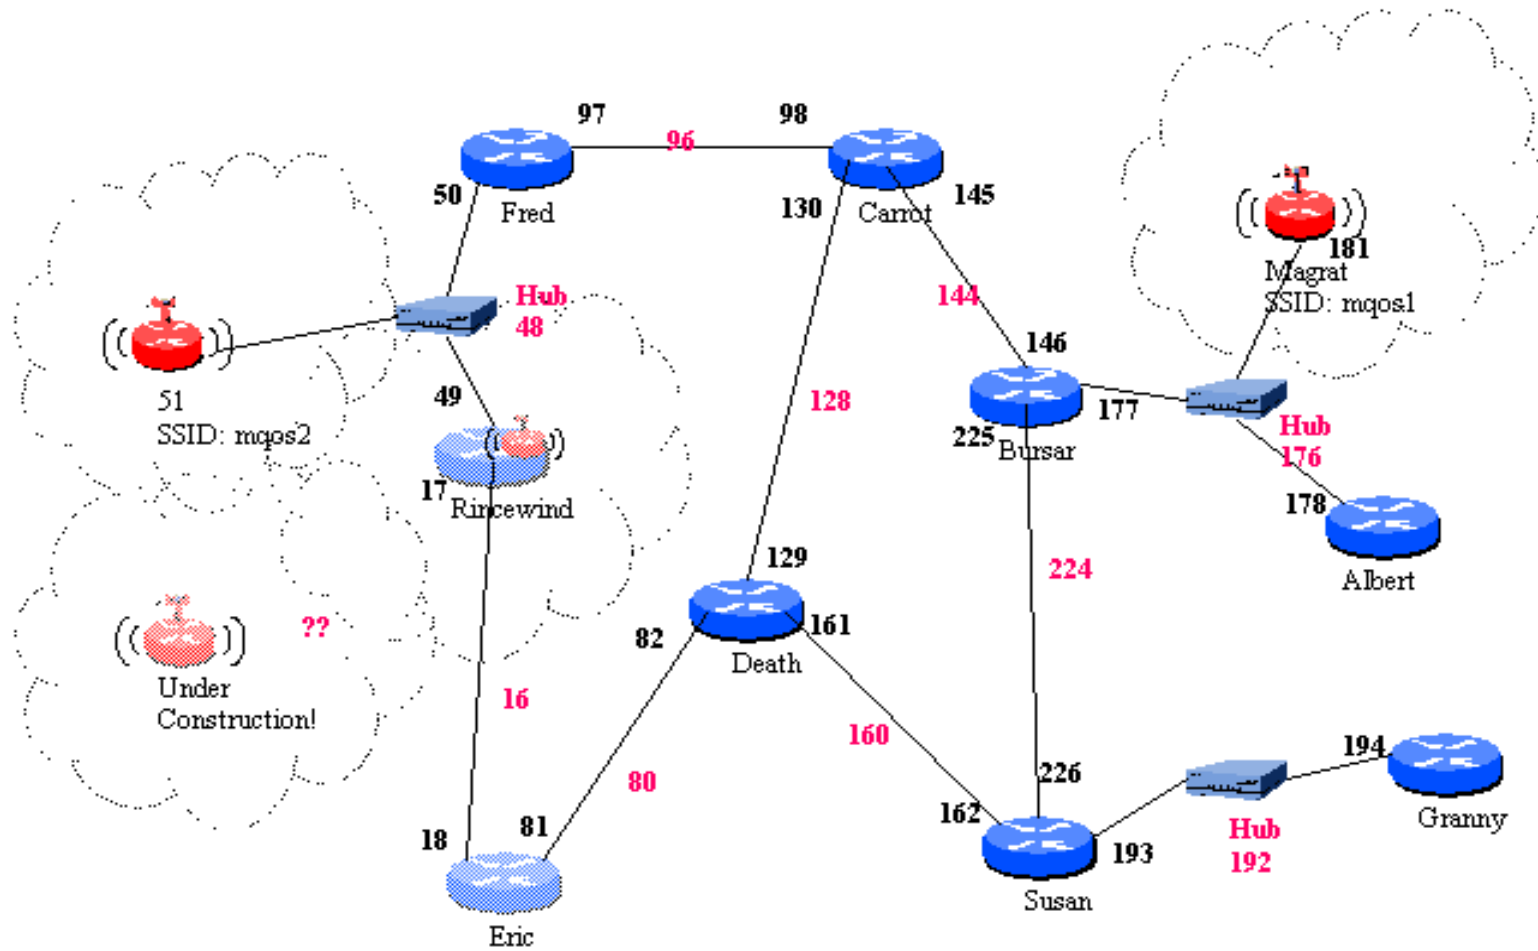 97
96
98
50
Fred
130
Carrot
145
181
Magrat
SSID: mqos1
Hub
48
144
146
51
SSID: mqos2
49
128
177
225
Bursar
Hub
176
17
Rincewind
178
129
224
Albert
??
82
161
Death
Under
Construction!
16
160
80
226
194
162
18
81
193
Hub
192
Granny
Susan
Eric